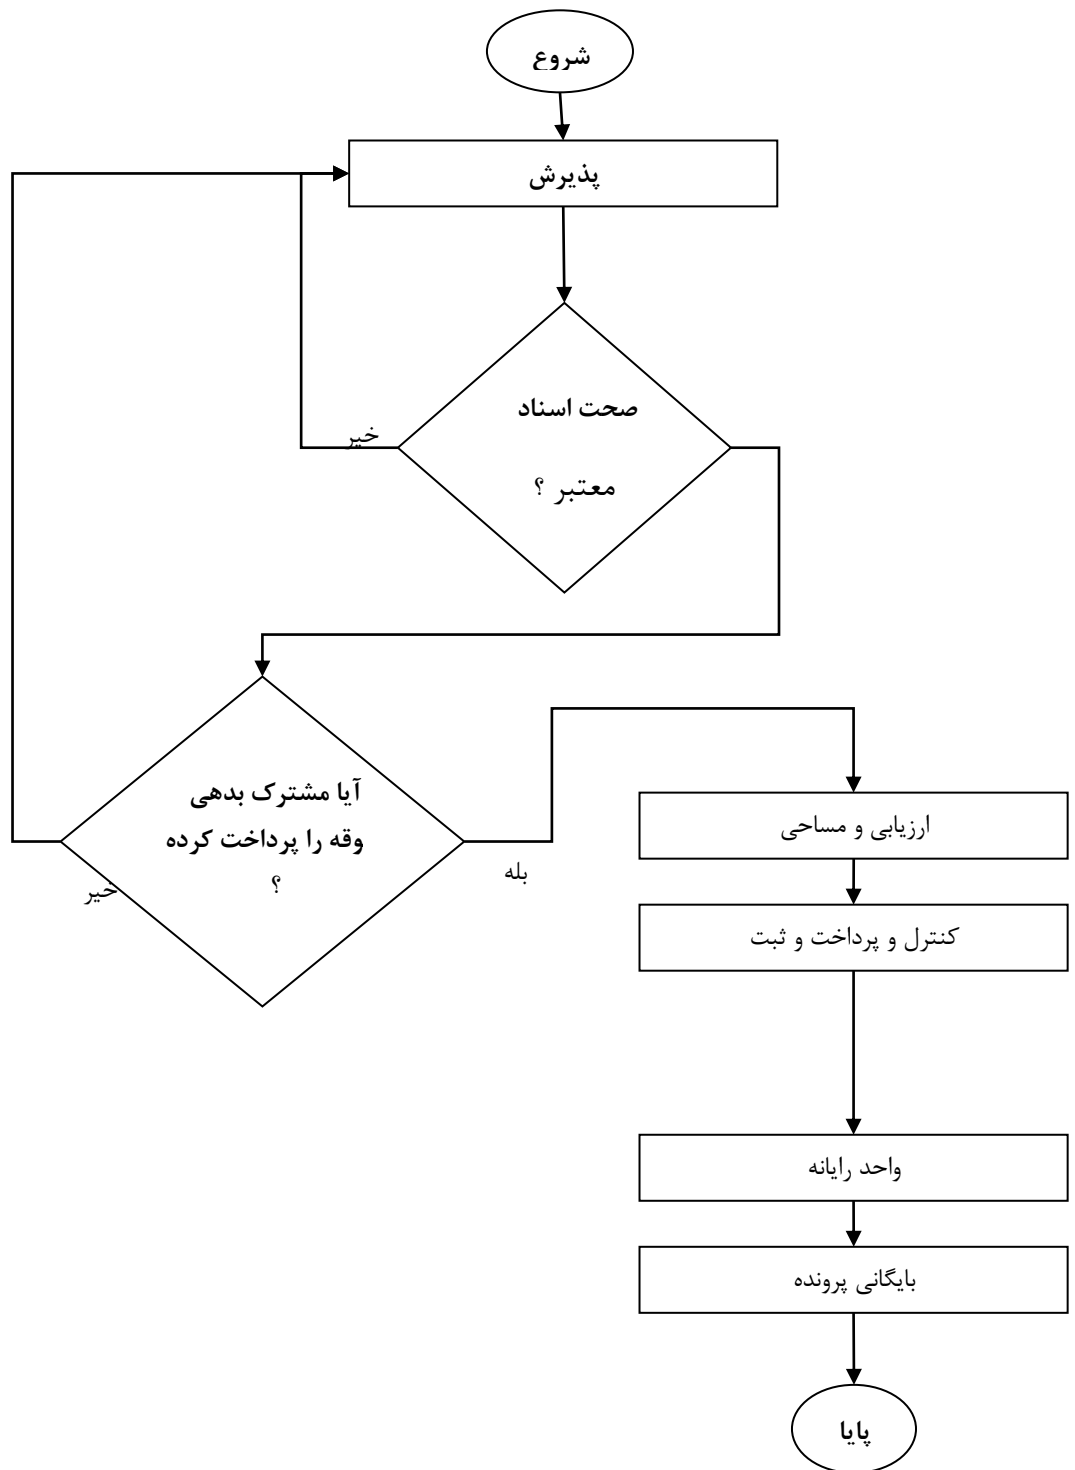 شروع
پذیرش
صحت اسناد
معتبر ؟
خیر
آیا مشترک بدهی
وقه را پرداخت کرده
؟
خیر
بله
ارزیابی و مساحی
کنترل و پرداخت و ثبت
واحد رایانه
بایگانی پرونده
پایا